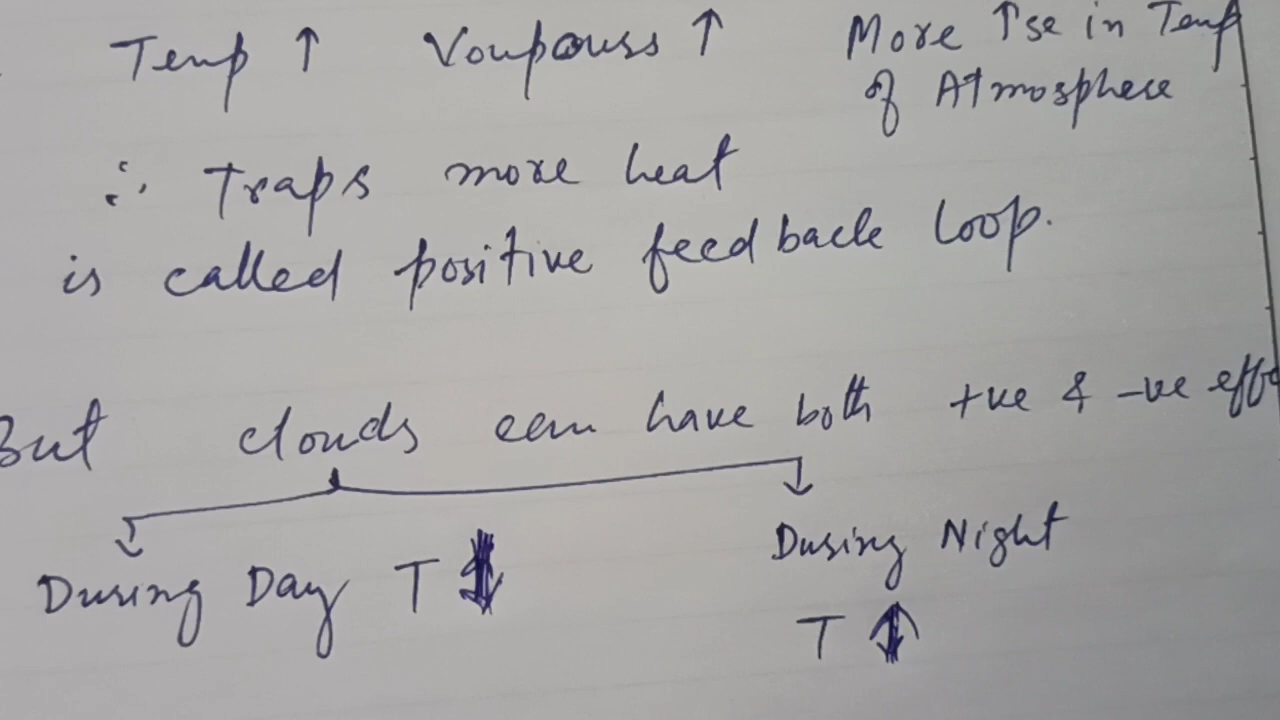 Temp ↑ Voupouss ↑ More ↑se in Temp
of Atmosphere
∴ Traps more heat
is called positive feedback loop.
But clouds can have both +ve & -ve effe
During Day T ↓
During Night
T ↑